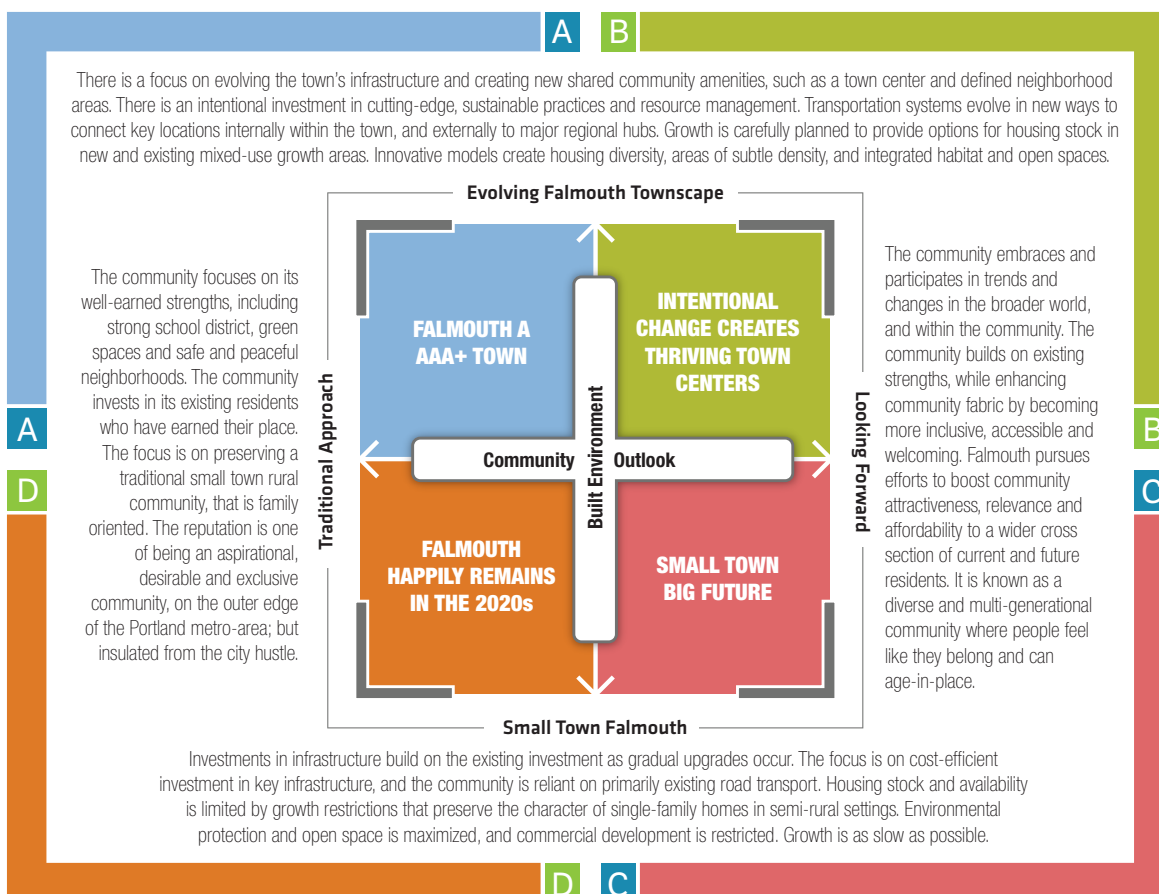 A B
There is a focus on evolving the town's infrastructure and creating new shared community amenities, such as a town center and defined neighborhood
areas. There is an intentional investment in cutting-edge, sustainable practices and resource management. Transportation systems evolve in new ways to
connect key locations internally within the town, and externally to major regional hubs. Growth is carefully planned to provide options for housing stock in
new and existing mixed-use growth areas. Innovative models create housing diversity, areas of subtle density, and integrated habitat and open spaces.
Evolving Falmouth Townscape
The community focuses on its
well-earned strengths, including
strong school district, green
spaces and safe and peaceful
neighborhoods. The community
invests in its existing residents
who have earned their place.
The focus is on preserving a
traditional small town rural
community, that is family
oriented. The reputation is one
of being an aspirational,
desirable and exclusive
community, on the outer edge
of the Portland metro-area; but
insulated from the city hustle.
A
D
Traditional Approach
FALMOUTH A
AAA+ TOWN
INTENTIONAL
CHANGE CREATES
THRIVING TOWN
CENTERS
Community Outlook
Built Environment
FALMOUTH
HAPPILY REMAINS
IN THE 2020s
SMALL TOWN
BIG FUTURE
Looking Forward
The community embraces and
participates in trends and
changes in the broader world,
and within the community. The
community builds on existing
strengths, while enhancing
community fabric by becoming
more inclusive, accessible and
welcoming. Falmouth pursues
efforts to boost community
attractiveness, relevance and
affordability to a wider cross
section of current and future
residents. It is known as a
diverse and multi-generational
community where people feel
like they belong and can
age-in-place.
B
C
Small Town Falmouth
Investments in infrastructure build on the existing investment as gradual upgrades occur. The focus is on cost-efficient
investment in key infrastructure, and the community is reliant on primarily existing road transport. Housing stock and availability
is limited by growth restrictions that preserve the character of single-family homes in semi-rural settings. Environmental
protection and open space is maximized, and commercial development is restricted. Growth is as slow as possible.
D C